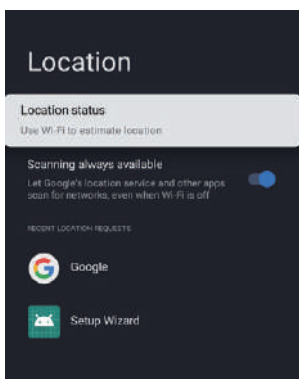 Location
Location status
Use Wi-Fi to estimate location
Scanning always available
Let Google's location service and other apps
scan for networks, even when Wi-Fi is off
RECENT LOCATION REQUESTS
Google
Setup Wizard